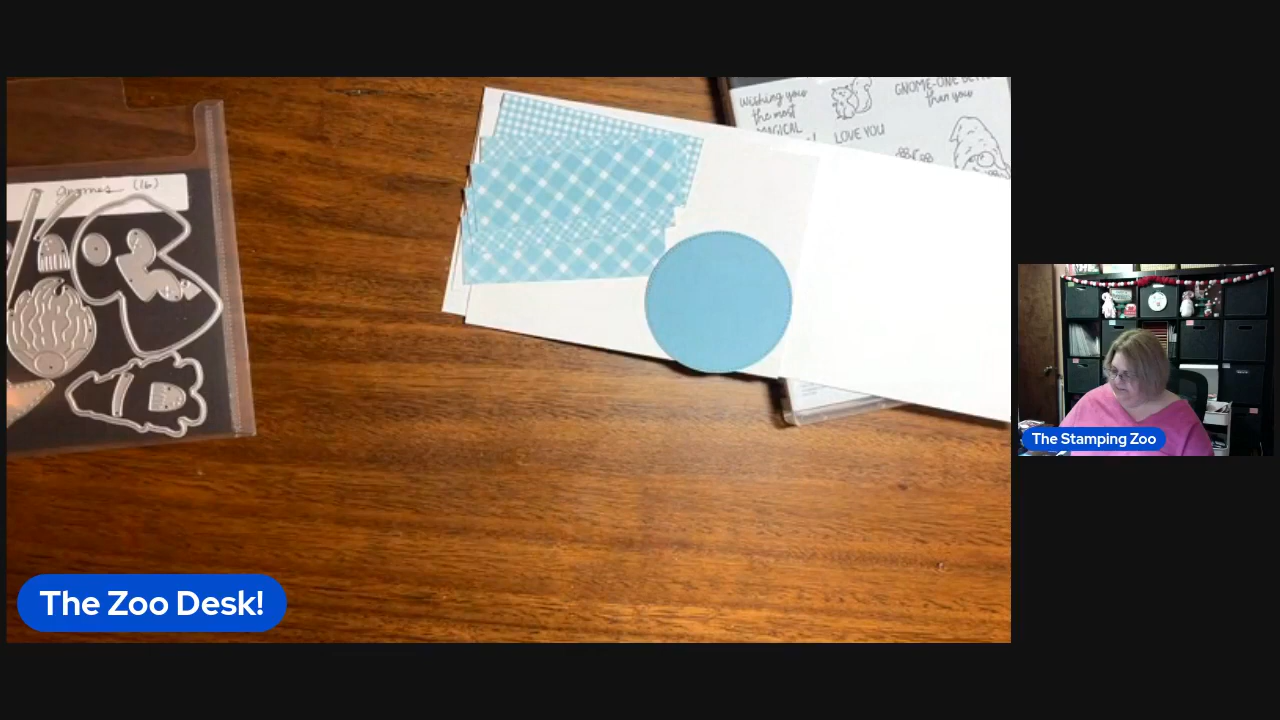 Wishing you
the most
MAGICAL
GNOME-ONE
than you
LOVE YOU
gnomes (16)
The Stamping Zoo
The Zoo Desk!